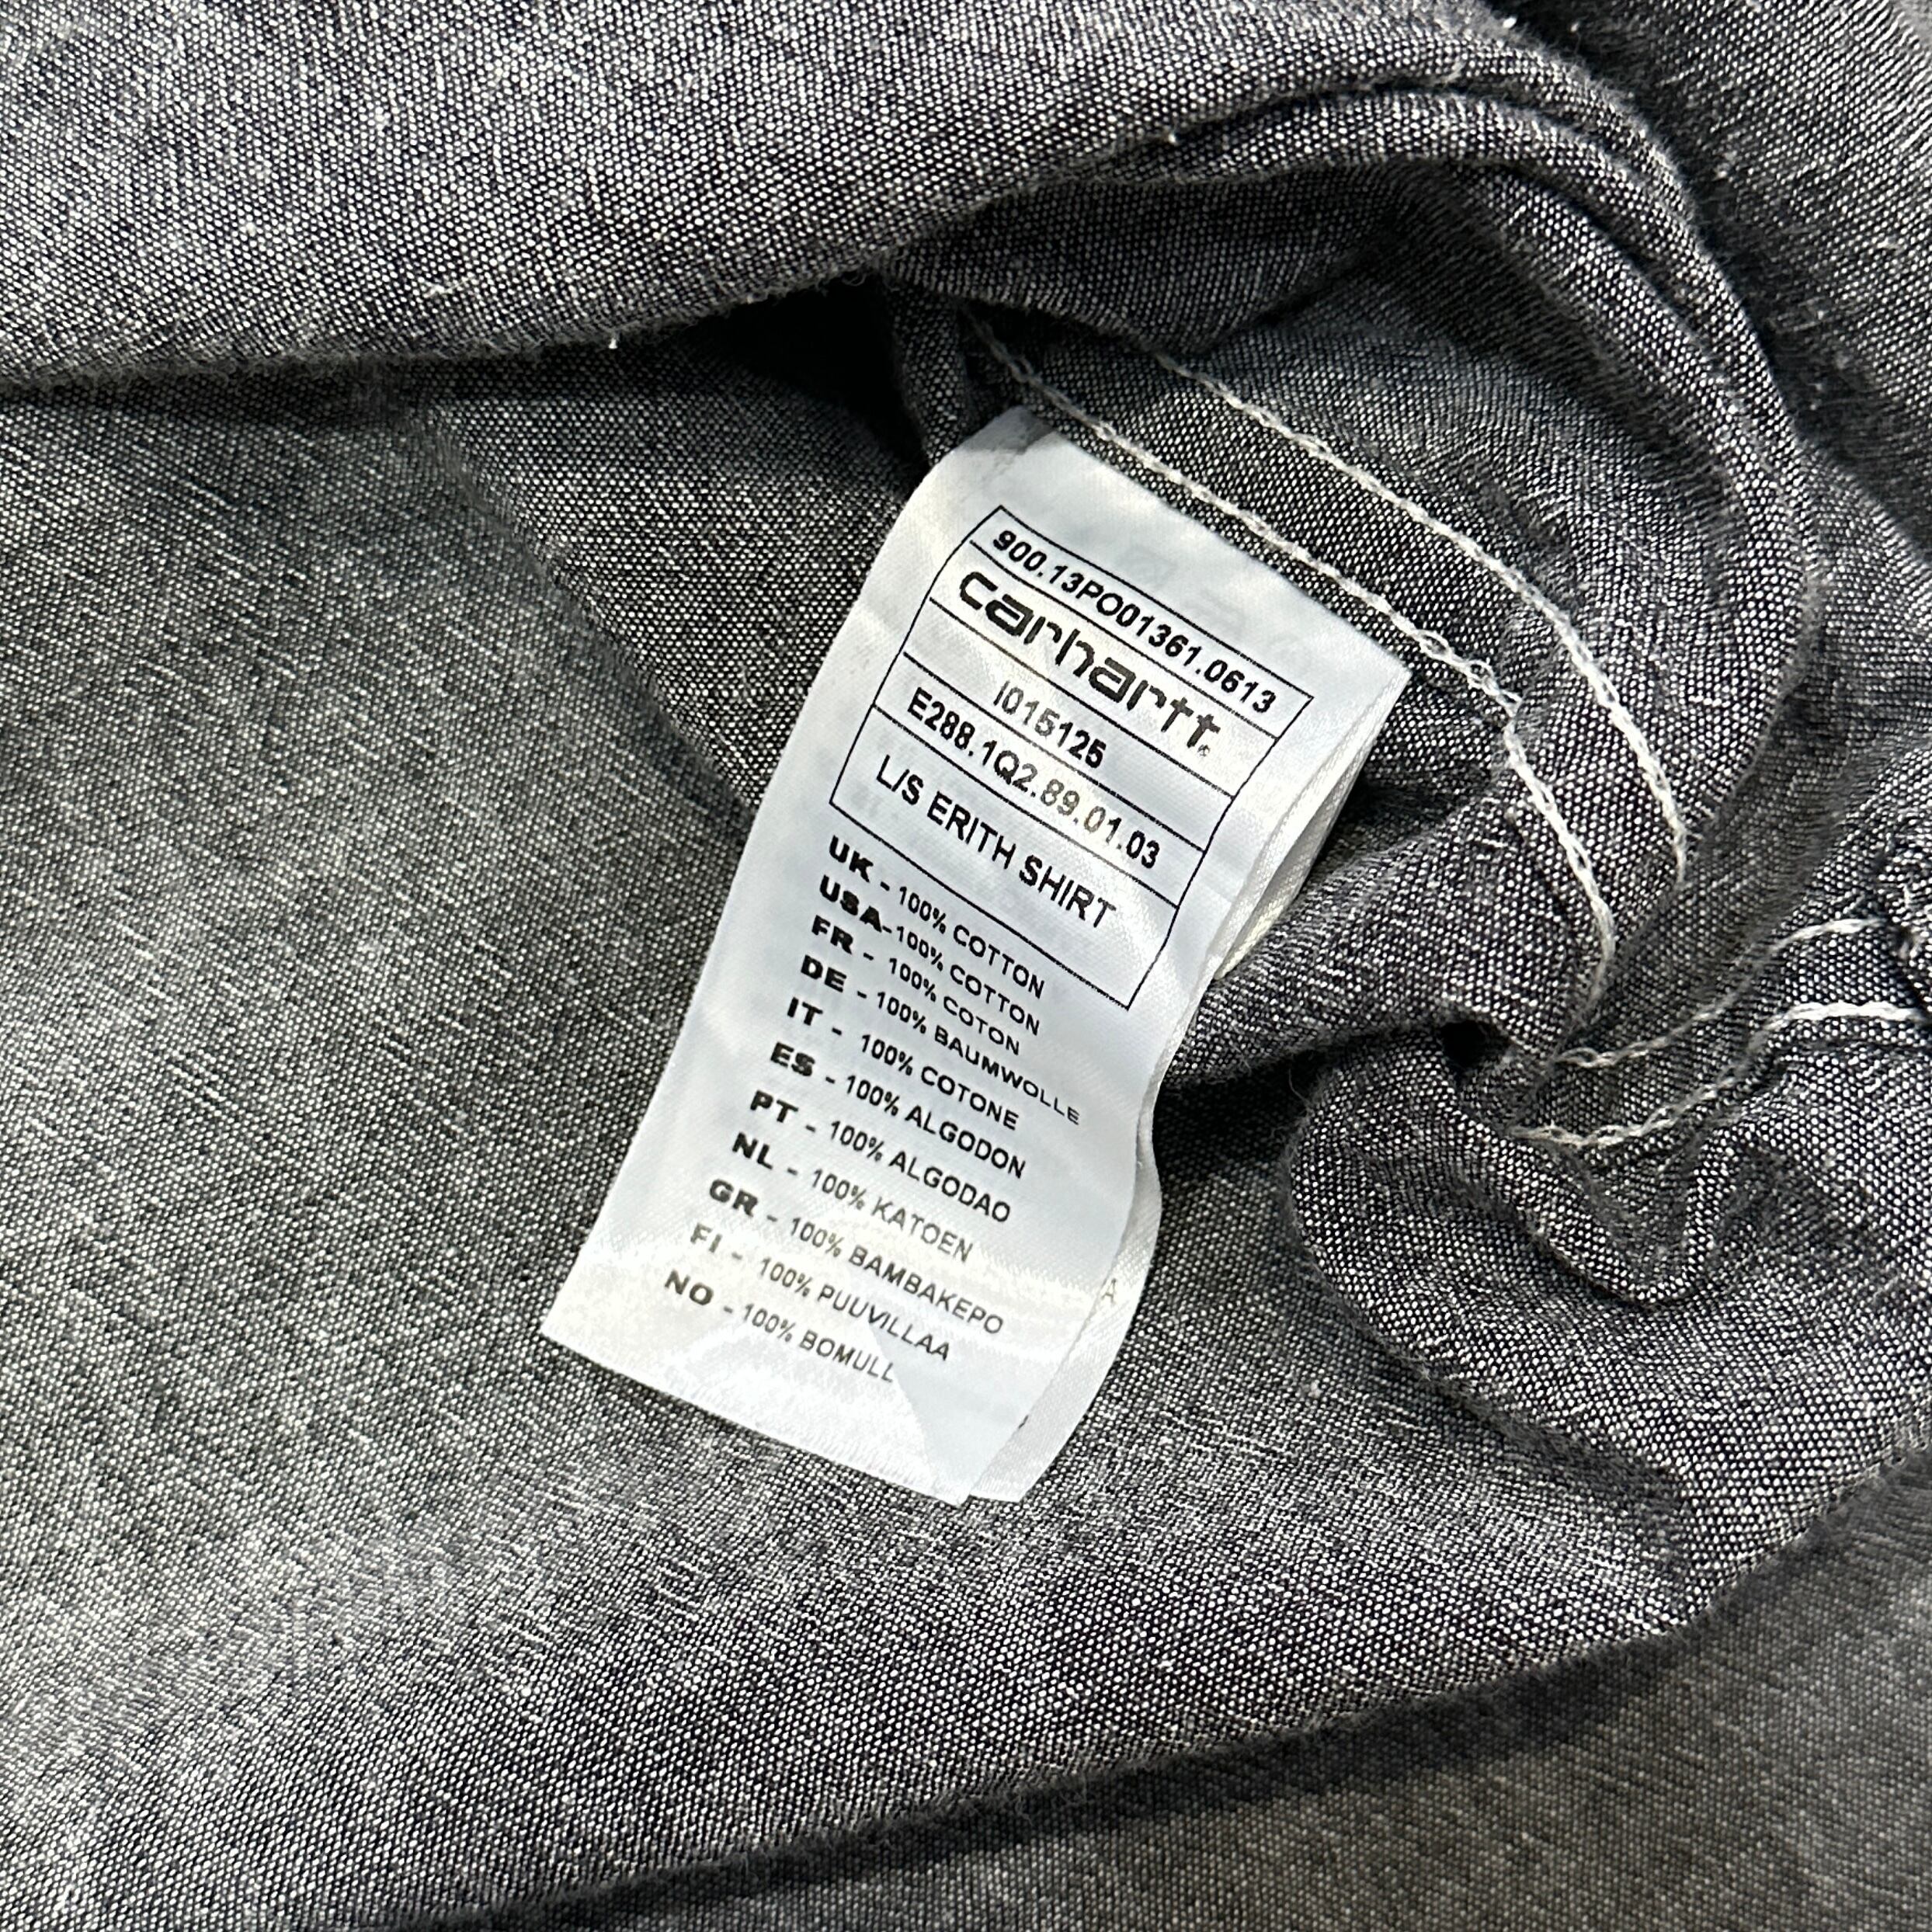 900.13PO01361.0613
carhartt®
I015125
E288.1Q2.89.01.03
L/S ERITH SHIRT
UK - 100% COTTON
USA-100% COTTON
FR - 100% COTON
DE - 100% BAUMWOLLE
IT - 100% COTONE
ES - 100% ALGODON
PT - 100% ALGODAO
NL - 100% KATOEN
GR - 100% BAMBAKEPO
FI - 100% PUUVILLAA
NO - 100% BOMULL
A